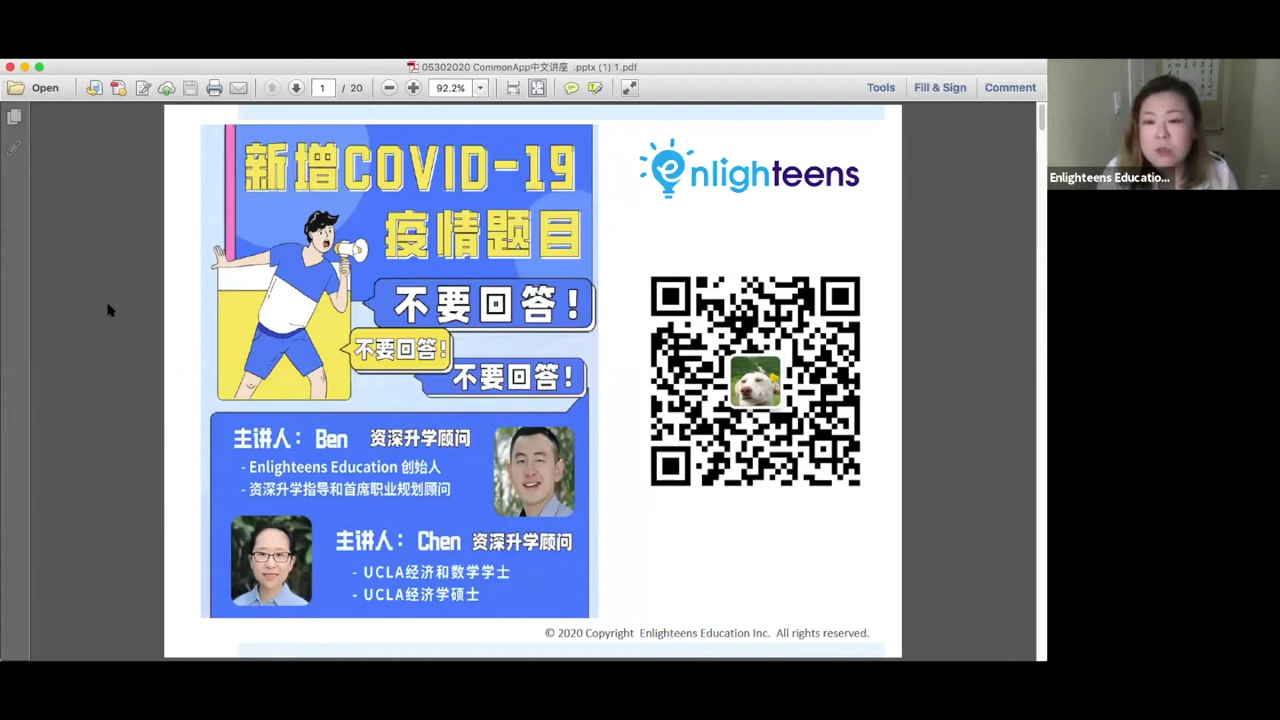 05302020 CommonApp中文讲座 .pptx (1) 1.pdf
Open
1 / 20
92.2%
Tools
Fill & Sign
Comment
新增COVID-19
疫情题目
不要回答!
不要回答!
不要回答!
主讲人: Ben 资深升学顾问
- Enlighteens Education 创始人
- 资深升学指导和首席职业规划顾问
主讲人: Chen 资深升学顾问
- UCLA经济和数学学士
- UCLA经济学硕士
enlighteens
© 2020 Copyright Enlighteens Education Inc. All rights reserved.
Enlighteens Educatio...